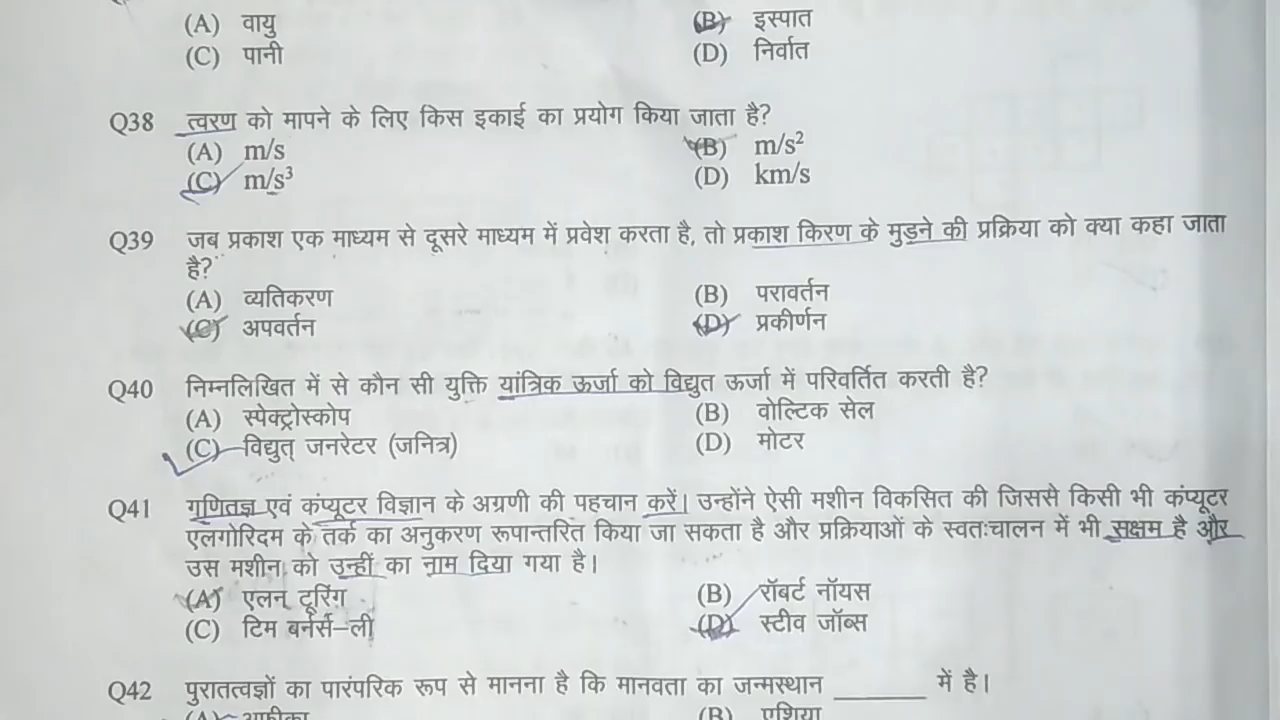 (A) वायु (B) इस्पात
(C) पानी (D) निर्वात
Q38 त्वरण को मापने के लिए किस इकाई का प्रयोग किया जाता है?
(A) m/s (B) m/s²
(C) m/s³ (D) km/s
Q39 जब प्रकाश एक माध्यम से दूसरे माध्यम में प्रवेश करता है, तो प्रकाश किरण के मुड़ने की प्रक्रिया को क्या कहा जाता
है?
(A) व्यतिकरण (B) परावर्तन
(C) अपवर्तन (D) प्रकीर्णन
Q40 निम्नलिखित में से कौन सी युक्ति यांत्रिक ऊर्जा को विद्युत ऊर्जा में परिवर्तित करती है?
(A) स्पेक्ट्रोस्कोप (B) वोल्टिक सेल
(C) विद्युत् जनरेटर (जनित्र) (D) मोटर
Q41 गणितज्ञ एवं कंप्यूटर विज्ञान के अग्रणी की पहचान करें। उन्होंने ऐसी मशीन विकसित की जिससे किसी भी कंप्यूटर
एलगोरिदम के तर्क का अनुकरण रूपान्तरित किया जा सकता है और प्रक्रियाओं के स्वतःचालन में भी सक्षम है और
उस मशीन को उन्हीं का नाम दिया गया है।
(A) एलन टूरिंग (B) रॉबर्ट नॉयस
(C) टिम बर्नर्स–ली (D) स्टीव जॉब्स
Q42 पुरातत्वज्ञों का पारंपरिक रूप से मानना है कि मानवता का जन्मस्थान ________ में है।
(A) अफ्रीका (B) एशिया